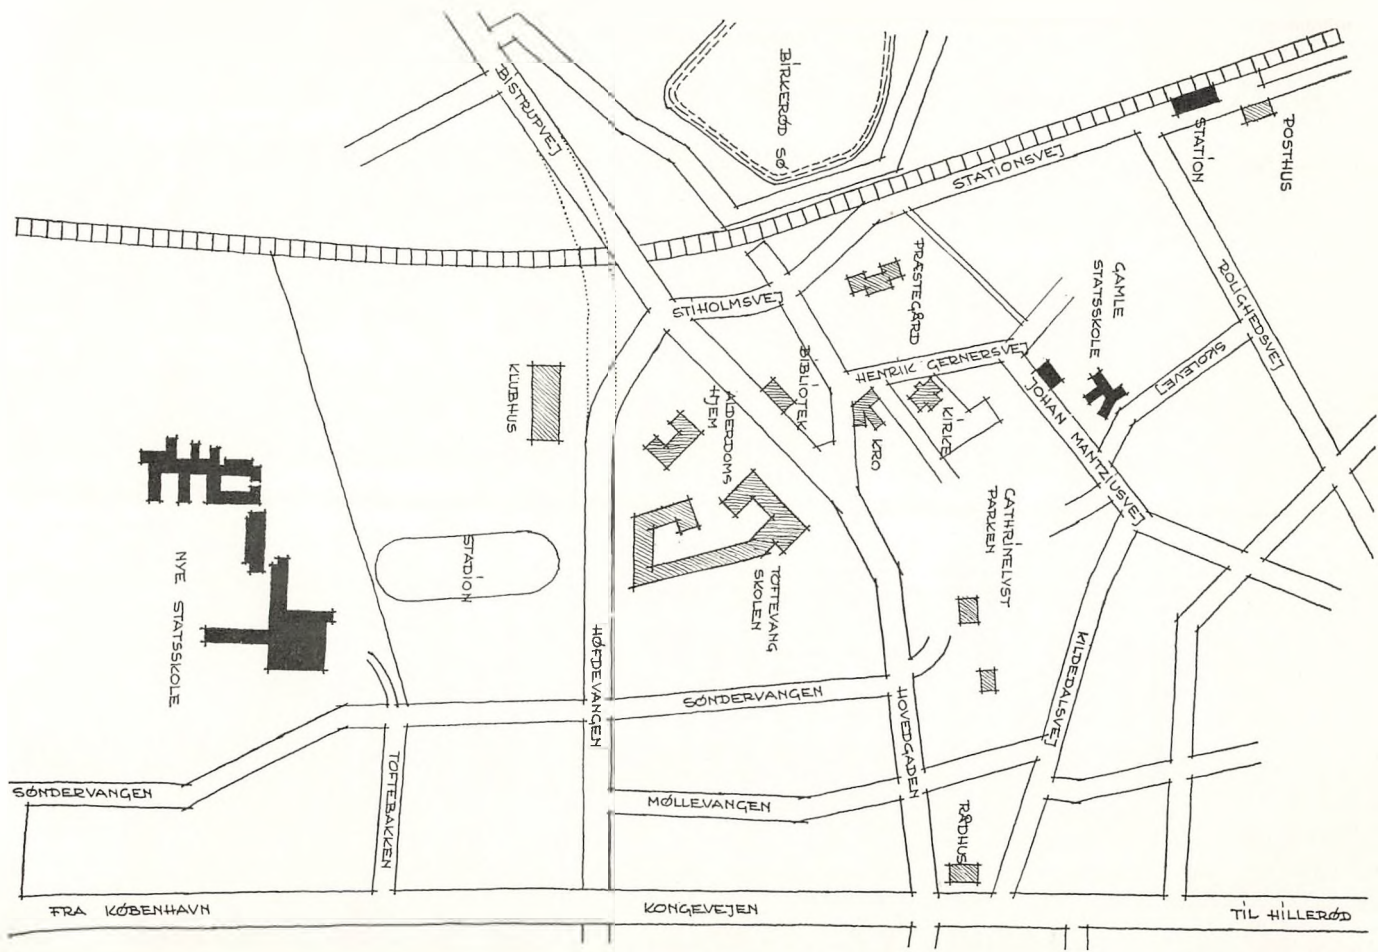 BISTRUPVEJ
BIRKERØD SØ
STATIONSVEJ
STATION
POSTHUS
ROLIGHEDSVEJ
STIHOLMSVEJ
PRÆSTEGÅRD
GAMLE
STATSSKOLE
SKOLEVEJ
HENRIK GERNERSVEJ
JOHAN MANTZIUSVEJ
KLUBHUS
BIBLIOTEK
ALDERDOMS
HJEM
KRO
KIRKE
CATHRINELYST
PARKEN
STADION
TOFTEVANG
SKOLEN
NYE STATSSKOLE
HØFDEVANGEN
SØNDERVANGEN
HOVEDGADEN
KILDEDALSVEJ
SØNDERVANGEN
TOFTEBAKKEN
MØLLEVANGEN
RÅDHUS
FRA KØBENHAVN
KONGEVEJEN
TIL HILLERØD